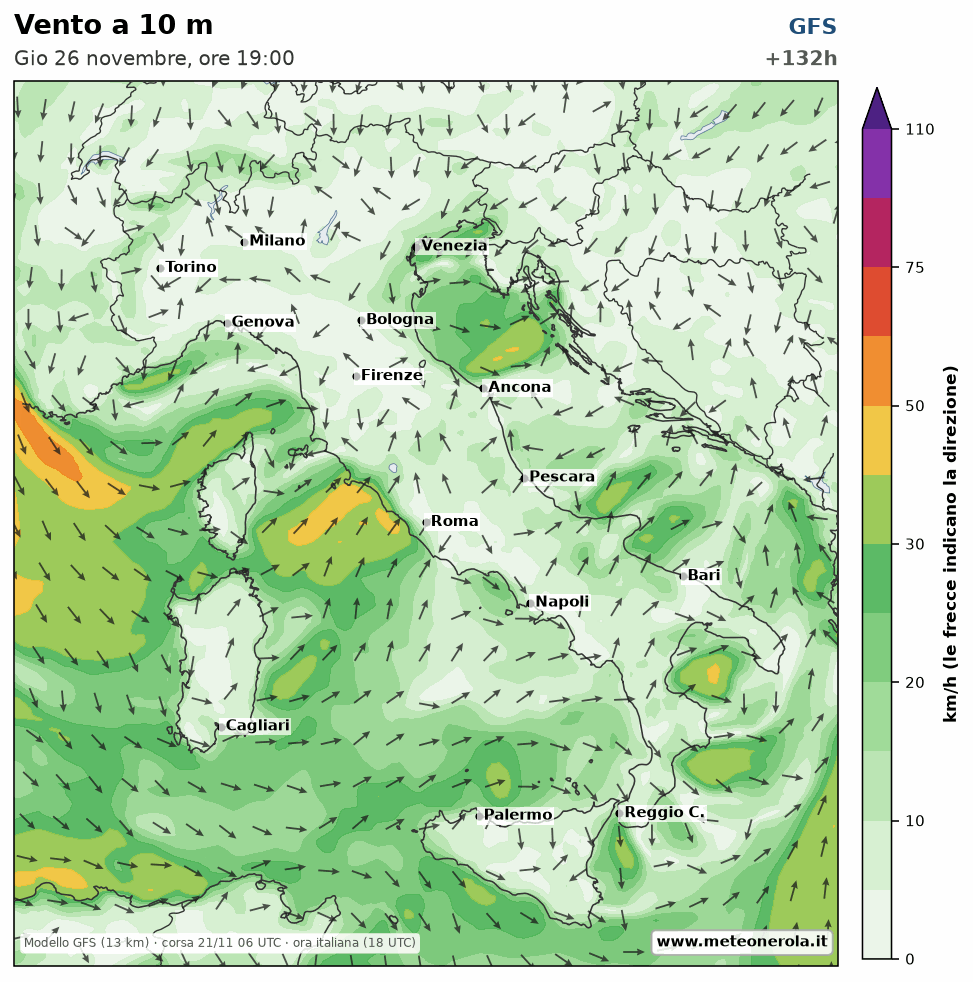 Vento a 10 m
GFS
Gio 26 novembre, ore 19:00
+132h
110
75
50
30
20
10
0
km/h (le frecce indicano la direzione)
Venezia
Milano
Torino
Genova
Bologna
Firenze
Ancona
Pescara
Roma
Bari
Napoli
Cagliari
Palermo
Reggio C.
Modello GFS (13 km) · corsa 21/11 06 UTC · ora italiana (18 UTC)
www.meteonerola.it